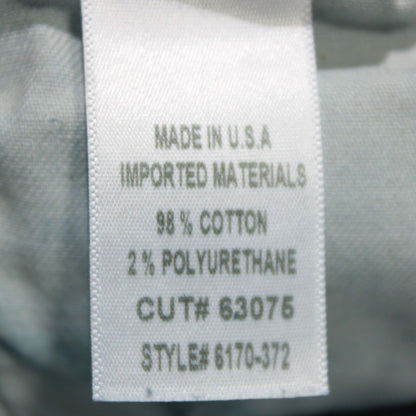 MADE IN U.S.A
IMPORTED MATERIALS
98 % COTTON
2 % POLYURETHANE
CUT# 63075
STYLE# 6170-372